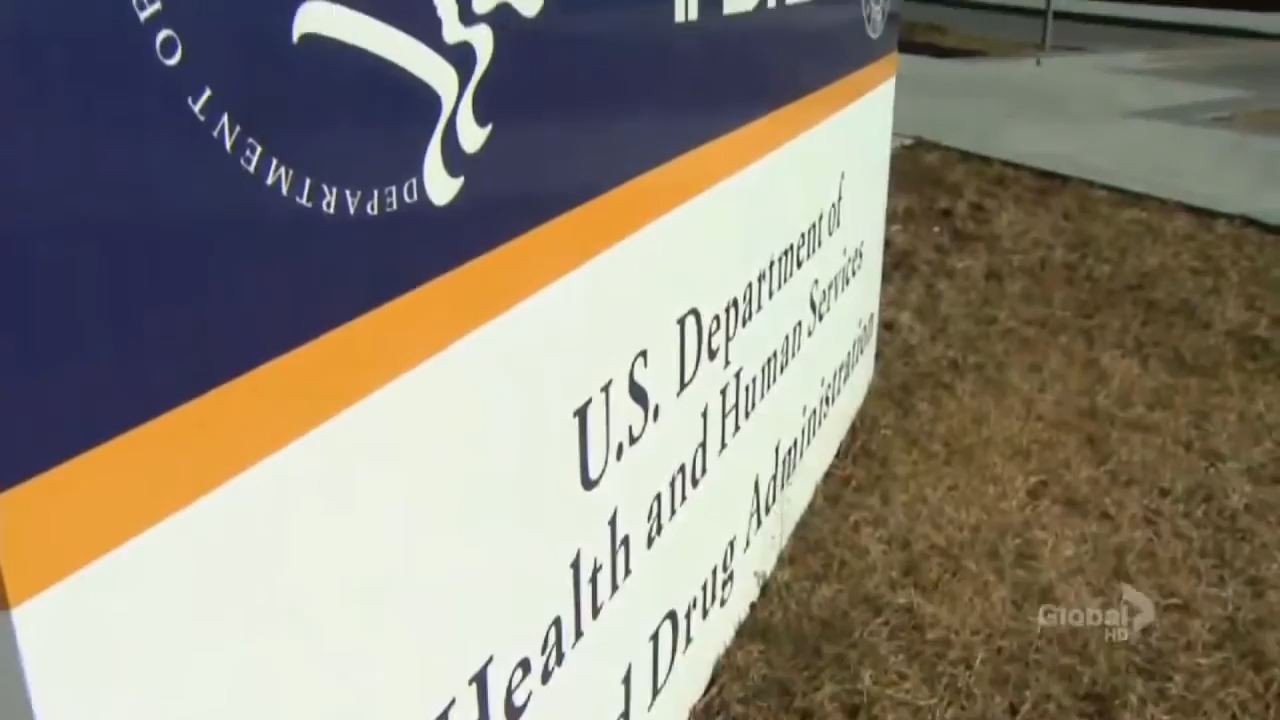 DEPARTMENT OF
U.S. Department of
Health and Human Services
Drug Administration
Global
HD